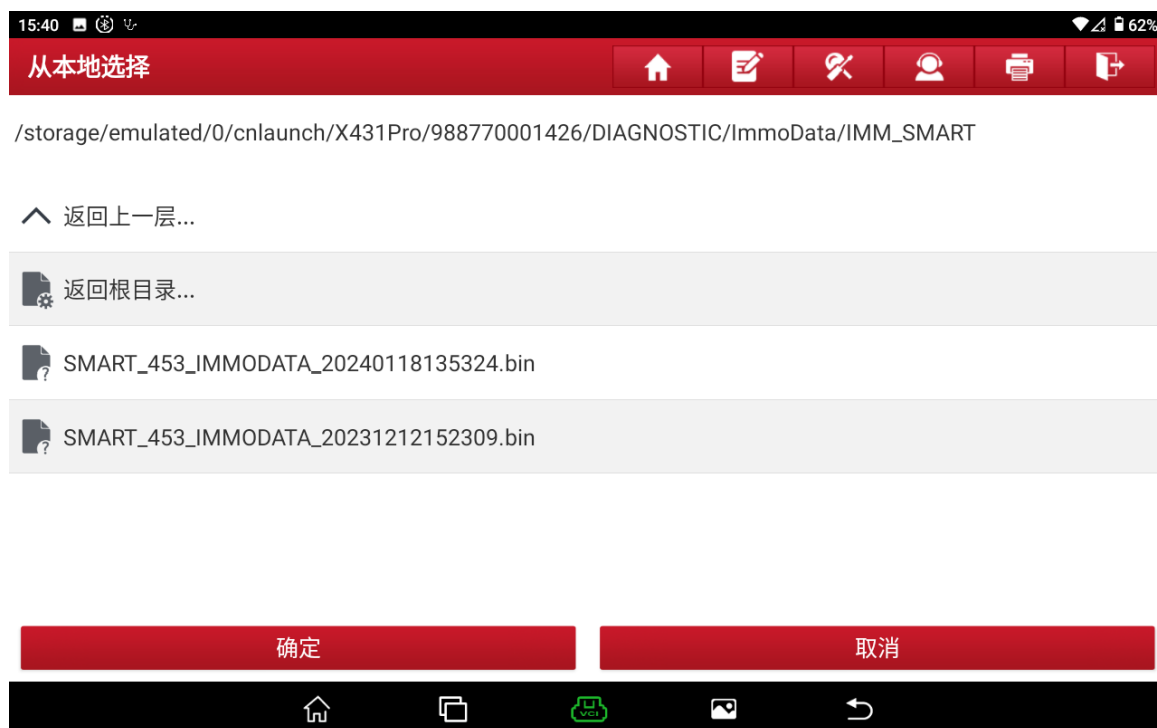 15:40 62%
从本地选择
/storage/emulated/0/cnlaunch/X431Pro/988770001426/DIAGNOSTIC/ImmoData/IMM_SMART
返回上一层...
返回根目录...
SMART_453_IMMODATA_20240118135324.bin
SMART_453_IMMODATA_20231212152309.bin
确定 取消
VCI